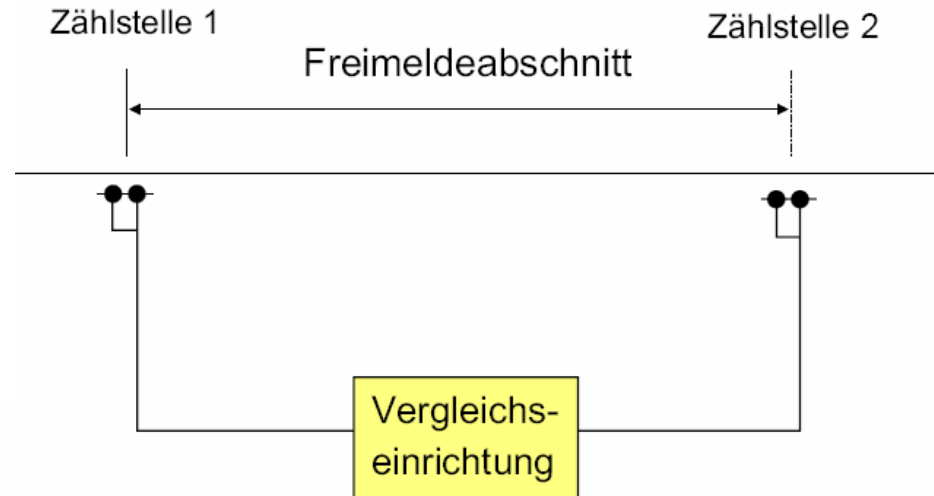 Zählstelle 1
Zählstelle 2
Freimeldeabschnitt
Vergleichs-
einrichtung